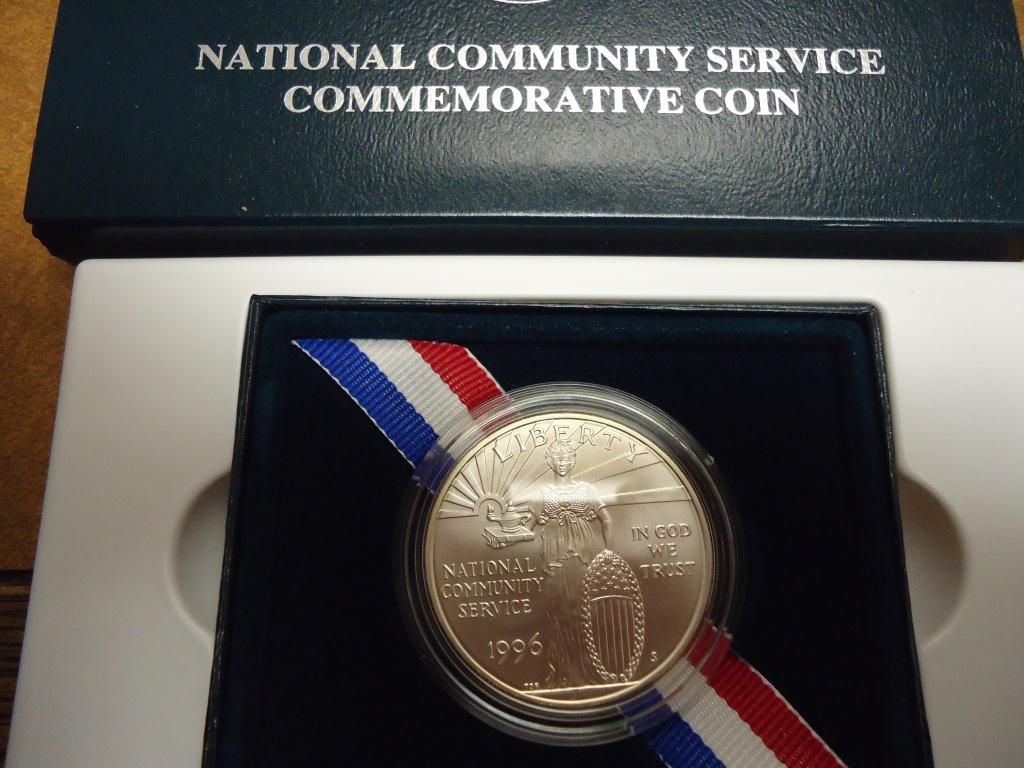 NATIONAL COMMUNITY SERVICE
COMMEMORATIVE COIN
LIBERTY
IN GOD
WE
TRUST
NATIONAL
COMMUNITY
SERVICE
1996
S